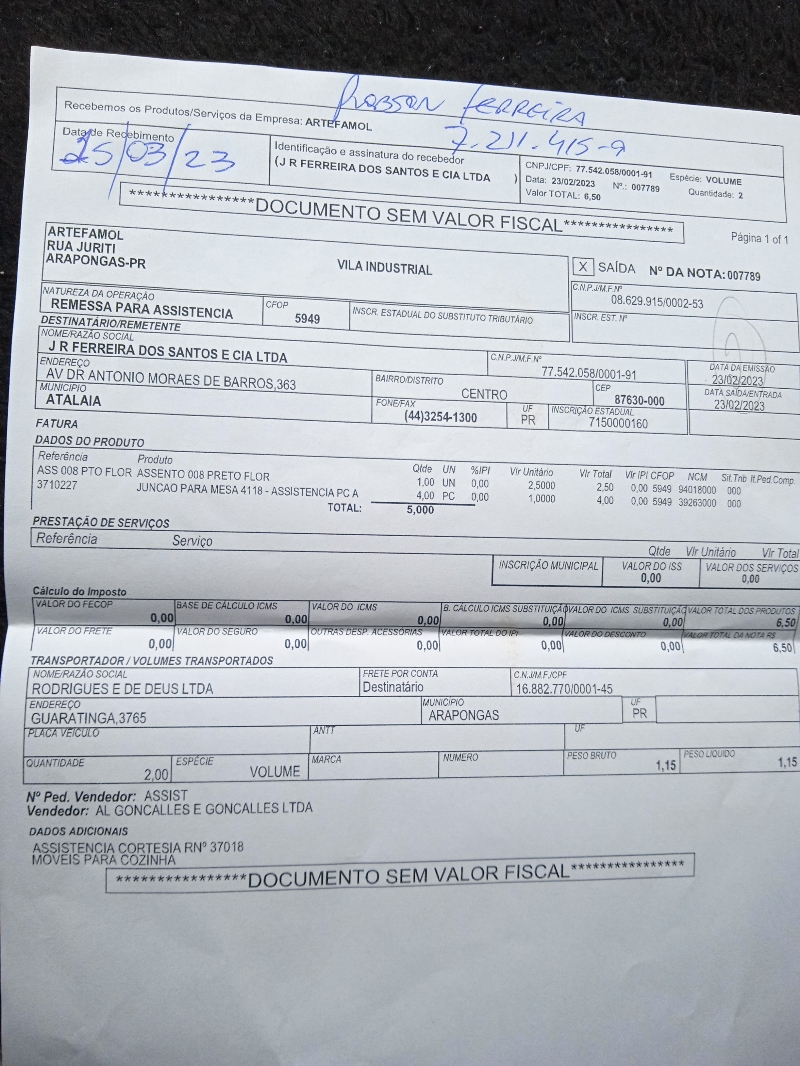 Robson Ferreira
Recebemos os Produtos/Serviços da Empresa: ARTEFAMOL
7.211.415-9
Data de Recebimento
25/03/23
Identificação e assinatura do recebedor
(J R FERREIRA DOS SANTOS E CIA LTDA )
CNPJ/CPF: 77.542.058/0001-91 Espécie: VOLUME
Data: 23/02/2023 Nº.: 007789 Quantidade: 2
Valor TOTAL: 6,50
****************DOCUMENTO SEM VALOR FISCAL****************
Página 1 of 1
ARTEFAMOL
RUA JURITI
ARAPONGAS-PR VILA INDUSTRIAL
X SAÍDA Nº DA NOTA:007789
C.N.P.J/M.F.Nº
08.629.915/0002-53
INSCR. EST. Nº
NATUREZA DA OPERAÇÃO
REMESSA PARA ASSISTENCIA
CFOP
5949
INSCR. ESTADUAL DO SUBSTITUTO TRIBUTÁRIO
DESTINATÁRIO/REMETENTE
NOME/RAZÃO SOCIAL
J R FERREIRA DOS SANTOS E CIA LTDA
C.N.P.J/M.F Nº
77.542.058/0001-91
DATA DA EMISSÃO
23/02/2023
ENDEREÇO
AV DR ANTONIO MORAES DE BARROS,363
BAIRRO/DISTRITO
CENTRO
CEP
87630-000
DATA SAÍDA/ENTRADA
23/02/2023
MUNICIPIO
ATALAIA
FONE/FAX
(44)3254-1300
UF
PR
INSCRIÇÃO ESTADUAL
7150000160
FATURA
DADOS DO PRODUTO
Referência Produto Qtde UN %IPI Vlr Unitário Vlr Total Vlr IPI CFOP NCM Sit.Trib It.Ped.Comp.
ASS 008 PTO FLOR ASSENTO 008 PRETO FLOR 1,00 UN 0,00 2,5000 2,50 0,00 5949 94018000 000
3710227 JUNCAO PARA MESA 4118 - ASSISTENCIA PC A 4,00 PC 0,00 1,0000 4,00 0,00 5949 39263000 000
TOTAL: 5,000
PRESTAÇÃO DE SERVIÇOS
Referência Serviço Qtde Vlr Unitário Vlr Total
INSCRIÇÃO MUNICIPAL
VALOR DO ISS
0,00
VALOR DOS SERVIÇOS
0,00
Cálculo do Imposto
VALOR DO FECOP BASE DE CÁLCULO ICMS VALOR DO ICMS B. CÁLCULO ICMS SUBSTITUIÇÃO VALOR DO ICMS SUBSTITUIÇÃO VALOR TOTAL DOS PRODUTOS
0,00 0,00 0,00 0,00 0,00 6,50
VALOR DO FRETE VALOR DO SEGURO OUTRAS DESP. ACESSÓRIAS VALOR TOTAL DO IPI VALOR DO DESCONTO VALOR TOTAL DA NOTA R$
0,00 0,00 0,00 0,00 0,00 6,50
TRANSPORTADOR / VOLUMES TRANSPORTADOS
NOME/RAZÃO SOCIAL
RODRIGUES E DE DEUS LTDA
FRETE POR CONTA
Destinatário
C.N.J/M.F/CPF
16.882.770/0001-45
ENDEREÇO
GUARATINGA,3765
MUNICÍPIO
ARAPONGAS
UF
PR
PLACA VEÍCULO ANTT UF
QUANTIDADE
2,00
ESPÉCIE
VOLUME
MARCA
NUMERO
PESO BRUTO
1,15
PESO LIQUIDO
1,15
Nº Ped. Vendedor: ASSIST
Vendedor: AL GONCALLES E GONCALLES LTDA
DADOS ADICIONAIS
ASSISTENCIA CORTESIA RNº 37018
MOVEIS PARA COZINHA
****************DOCUMENTO SEM VALOR FISCAL****************